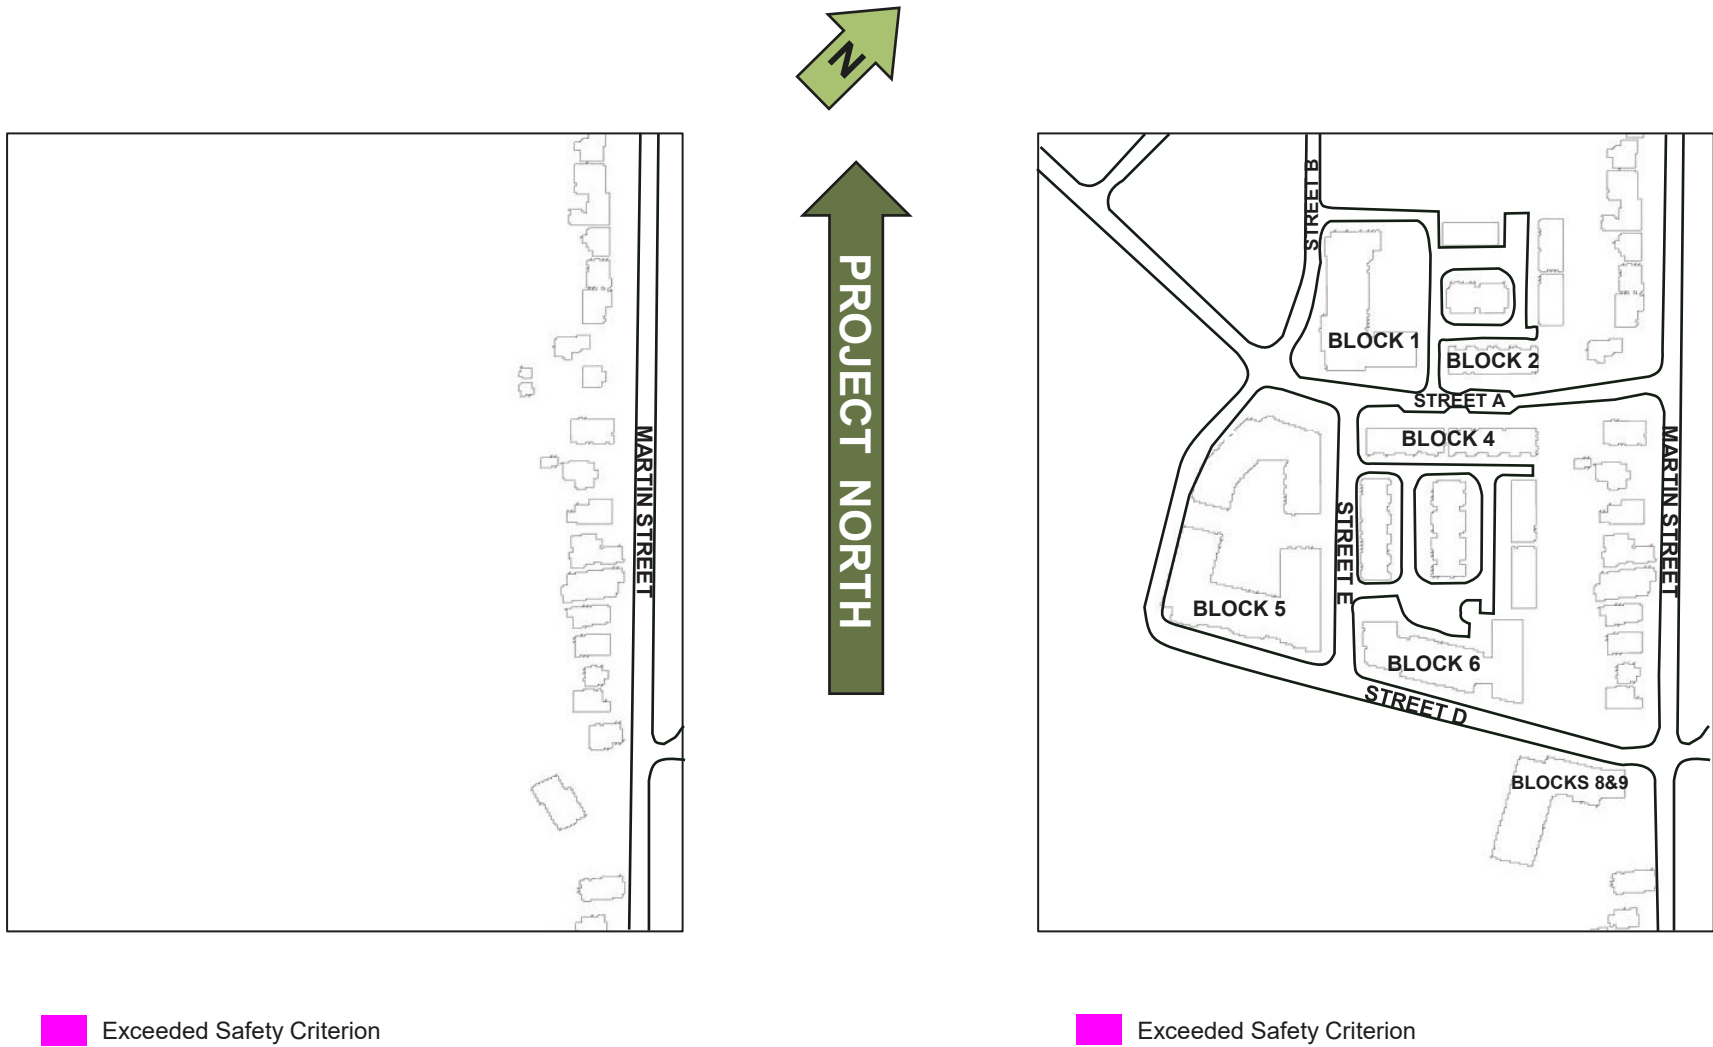 N
PROJECT NORTH
MARTIN STREET
STREET B
BLOCK 1
BLOCK 2
STREET A
BLOCK 4
MARTIN STREET
STREET E
BLOCK 5
BLOCK 6
STREET D
BLOCKS 8&9
Exceeded Safety Criterion
Exceeded Safety Criterion